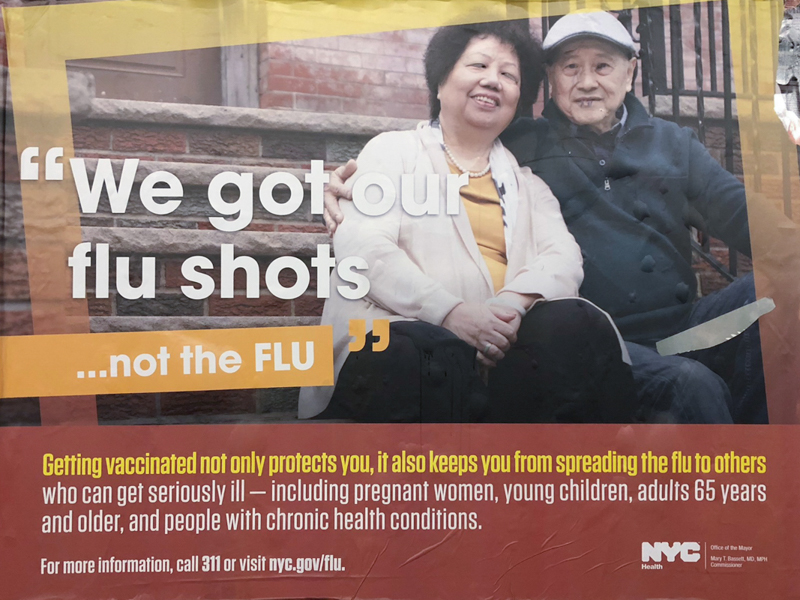 “We got our
flu shots
...not the FLU”
Getting vaccinated not only protects you, it also keeps you from spreading the flu to others
who can get seriously ill — including pregnant women, young children, adults 65 years
and older, and people with chronic health conditions.
For more information, call 311 or visit nyc.gov/flu.
NYC
Health
Office of the Mayor
Mary T. Bassett, MD, MPH
Commissioner